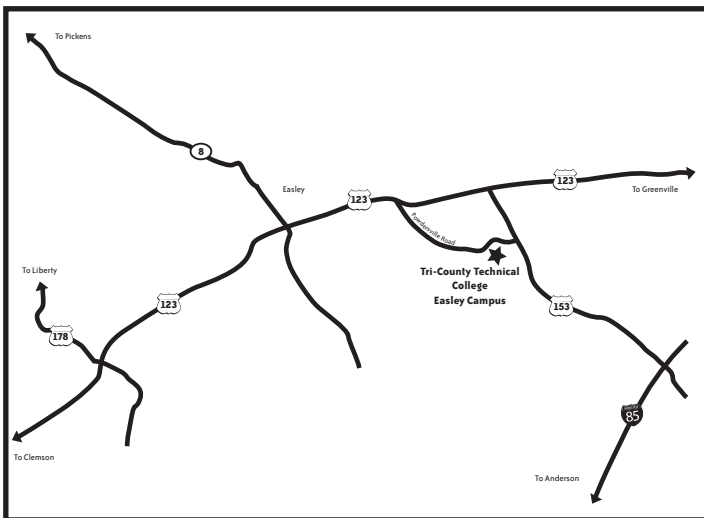 To Pickens
8
Easley
123
123
To Greenville
Powdersville Road
To Liberty
Tri-County Technical
College
Easley Campus
123
153
178
85
To Clemson
To Anderson